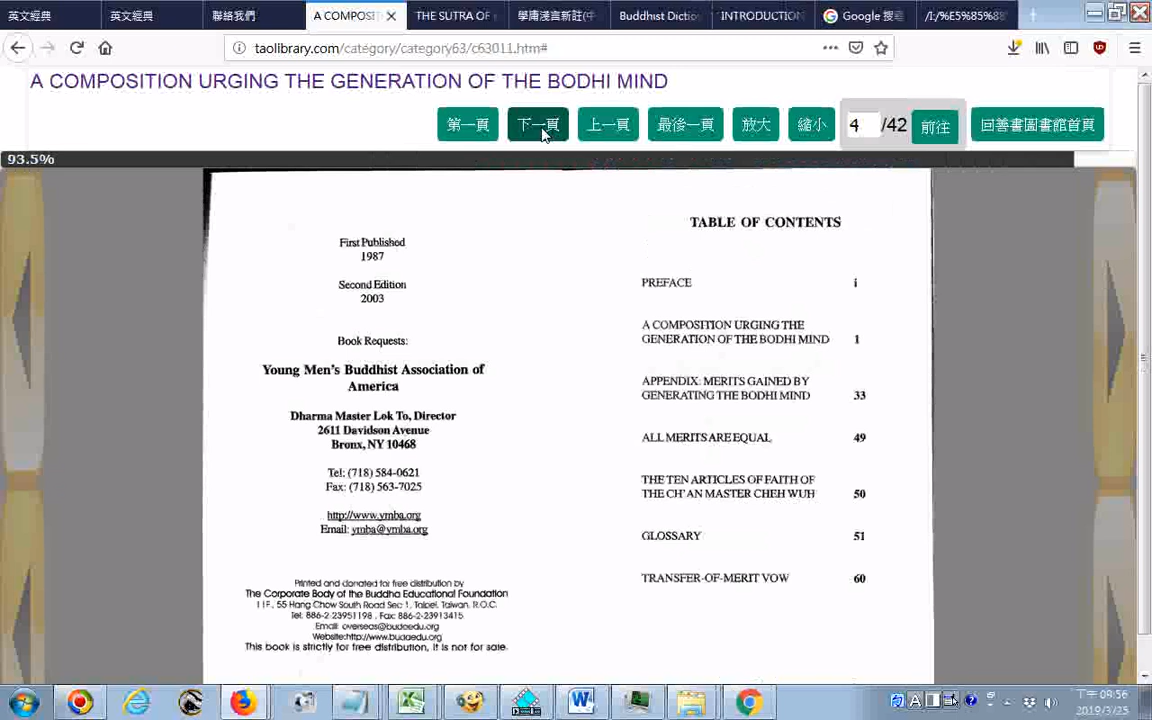 英文經典
英文經典
聯絡我們
A COMPOSIT
THE SUTRA OF
學庸淺言新註(中
Buddhist Dictio
INTRODUCTION
Google 搜尋
/I:/%E5%85%88
taolibrary.com/category/category63/c63011.htm#
A COMPOSITION URGING THE GENERATION OF THE BODHI MIND
第一頁
下一頁
上一頁
最後一頁
放大
縮小
4 /42
前往
回善書圖書館首頁
93.5%
First Published
1987
Second Edition
2003
Book Requests:
Young Men's Buddhist Association of
America
Dharma Master Lok To, Director
2611 Davidson Avenue
Bronx, NY 10468
Tel: (718) 584-0621
Fax: (718) 563-7025
http://www.ymba.org
Email: ymba@ymba.org
Printed and donated for free distribution by
The Corporate Body of the Buddha Educational Foundation
11F., 55 Hang Chow South Road Sec 1, Taipei, Taiwan, R.O.C.
Tel: 886-2-23951198 , Fax: 886-2-23913415
Email: overseas@budaedu.org
Website:http://www.budaedu.org
This book is strictly for free distribution, it is not for sale.
TABLE OF CONTENTS
PREFACE i
A COMPOSITION URGING THE
GENERATION OF THE BODHI MIND 1
APPENDIX: MERITS GAINED BY
GENERATING THE BODHI MIND 33
ALL MERITS ARE EQUAL 49
THE TEN ARTICLES OF FAITH OF
THE CH'AN MASTER CHEH WUH 50
GLOSSARY 51
TRANSFER-OF-MERIT VOW 60
下午 09:56
2019/3/25